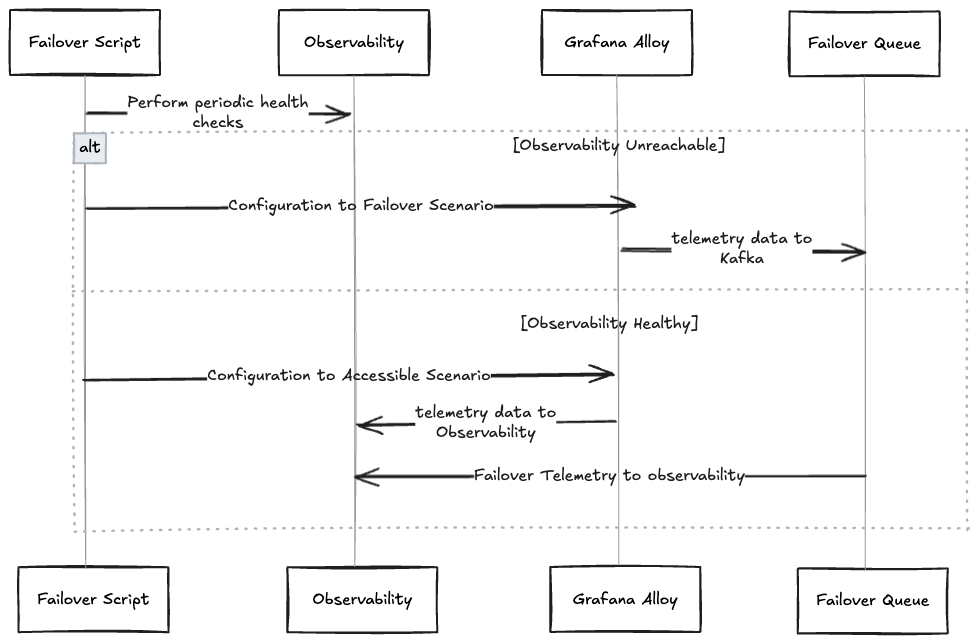 Failover Script
Observability
Grafana Alloy
Failover Queue
Perform periodic health
checks
alt
[Observability Unreachable]
Configuration to Failover Scenario
telemetry data to
Kafka
[Observability Healthy]
Configuration to Accessible Scenario
telemetry data to
Observability
Failover Telemetry to observability
Failover Script
Observability
Grafana Alloy
Failover Queue